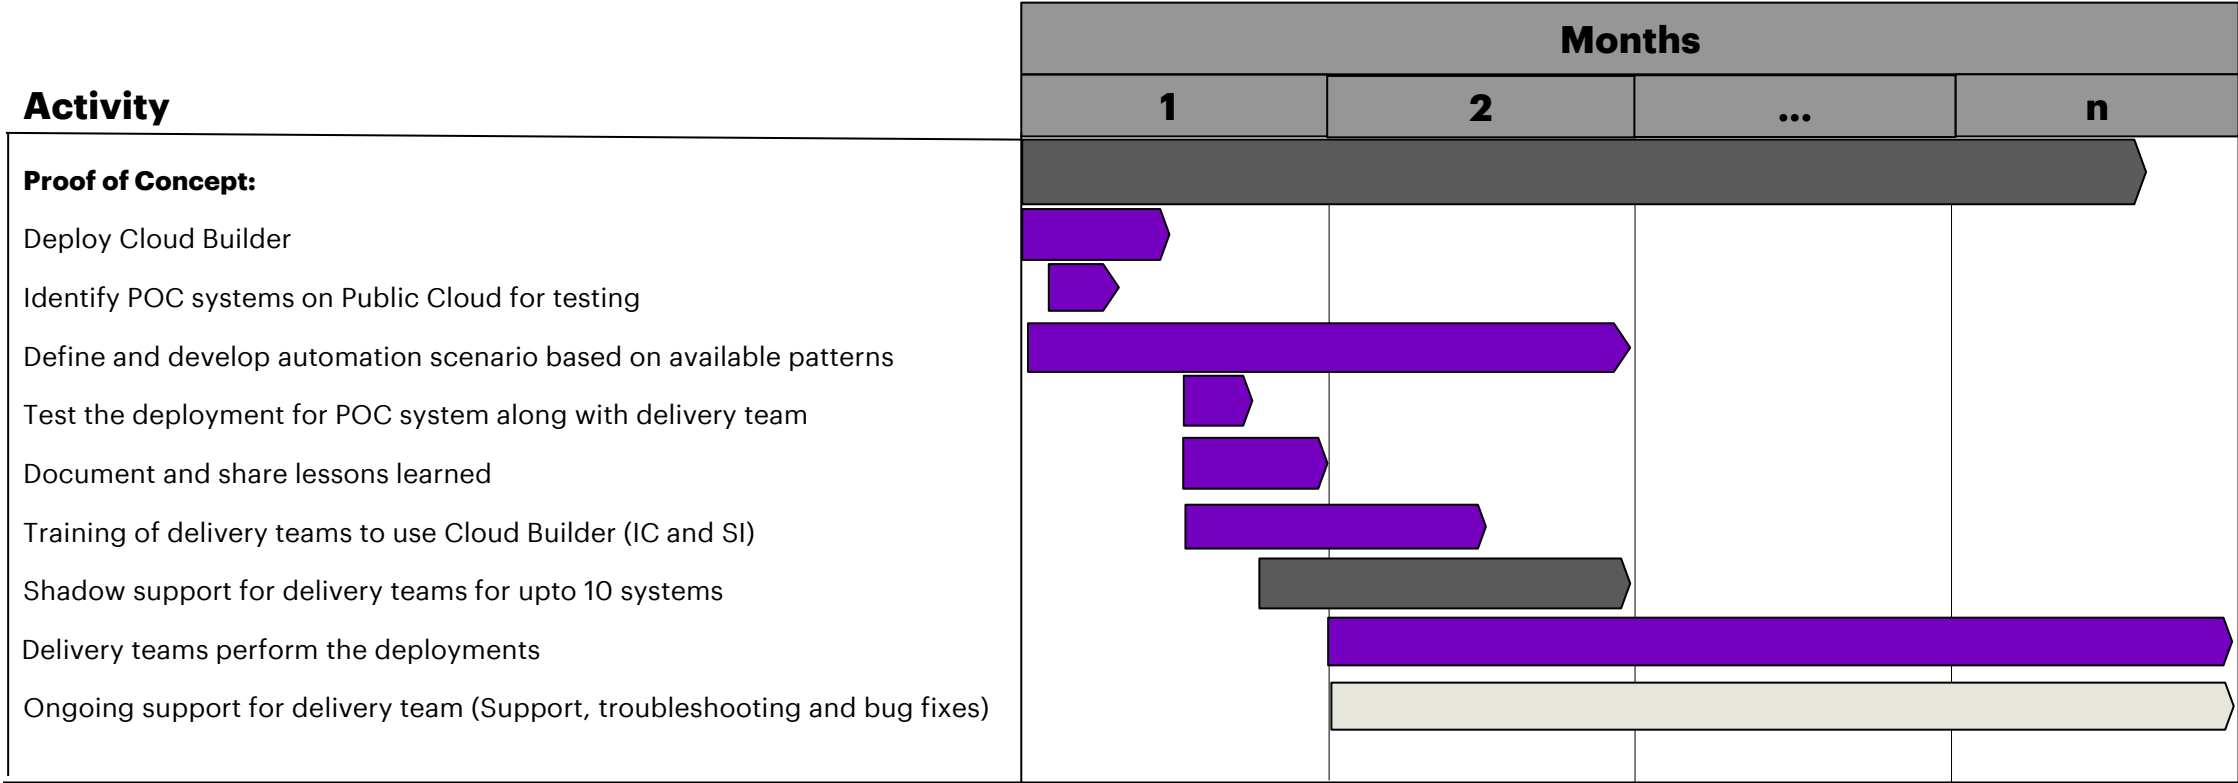 Months
Activity 1 2 ... n
Proof of Concept:
Deploy Cloud Builder
Identify POC systems on Public Cloud for testing
Define and develop automation scenario based on available patterns
Test the deployment for POC system along with delivery team
Document and share lessons learned
Training of delivery teams to use Cloud Builder (IC and SI)
Shadow support for delivery teams for upto 10 systems
Delivery teams perform the deployments
Ongoing support for delivery team (Support, troubleshooting and bug fixes)